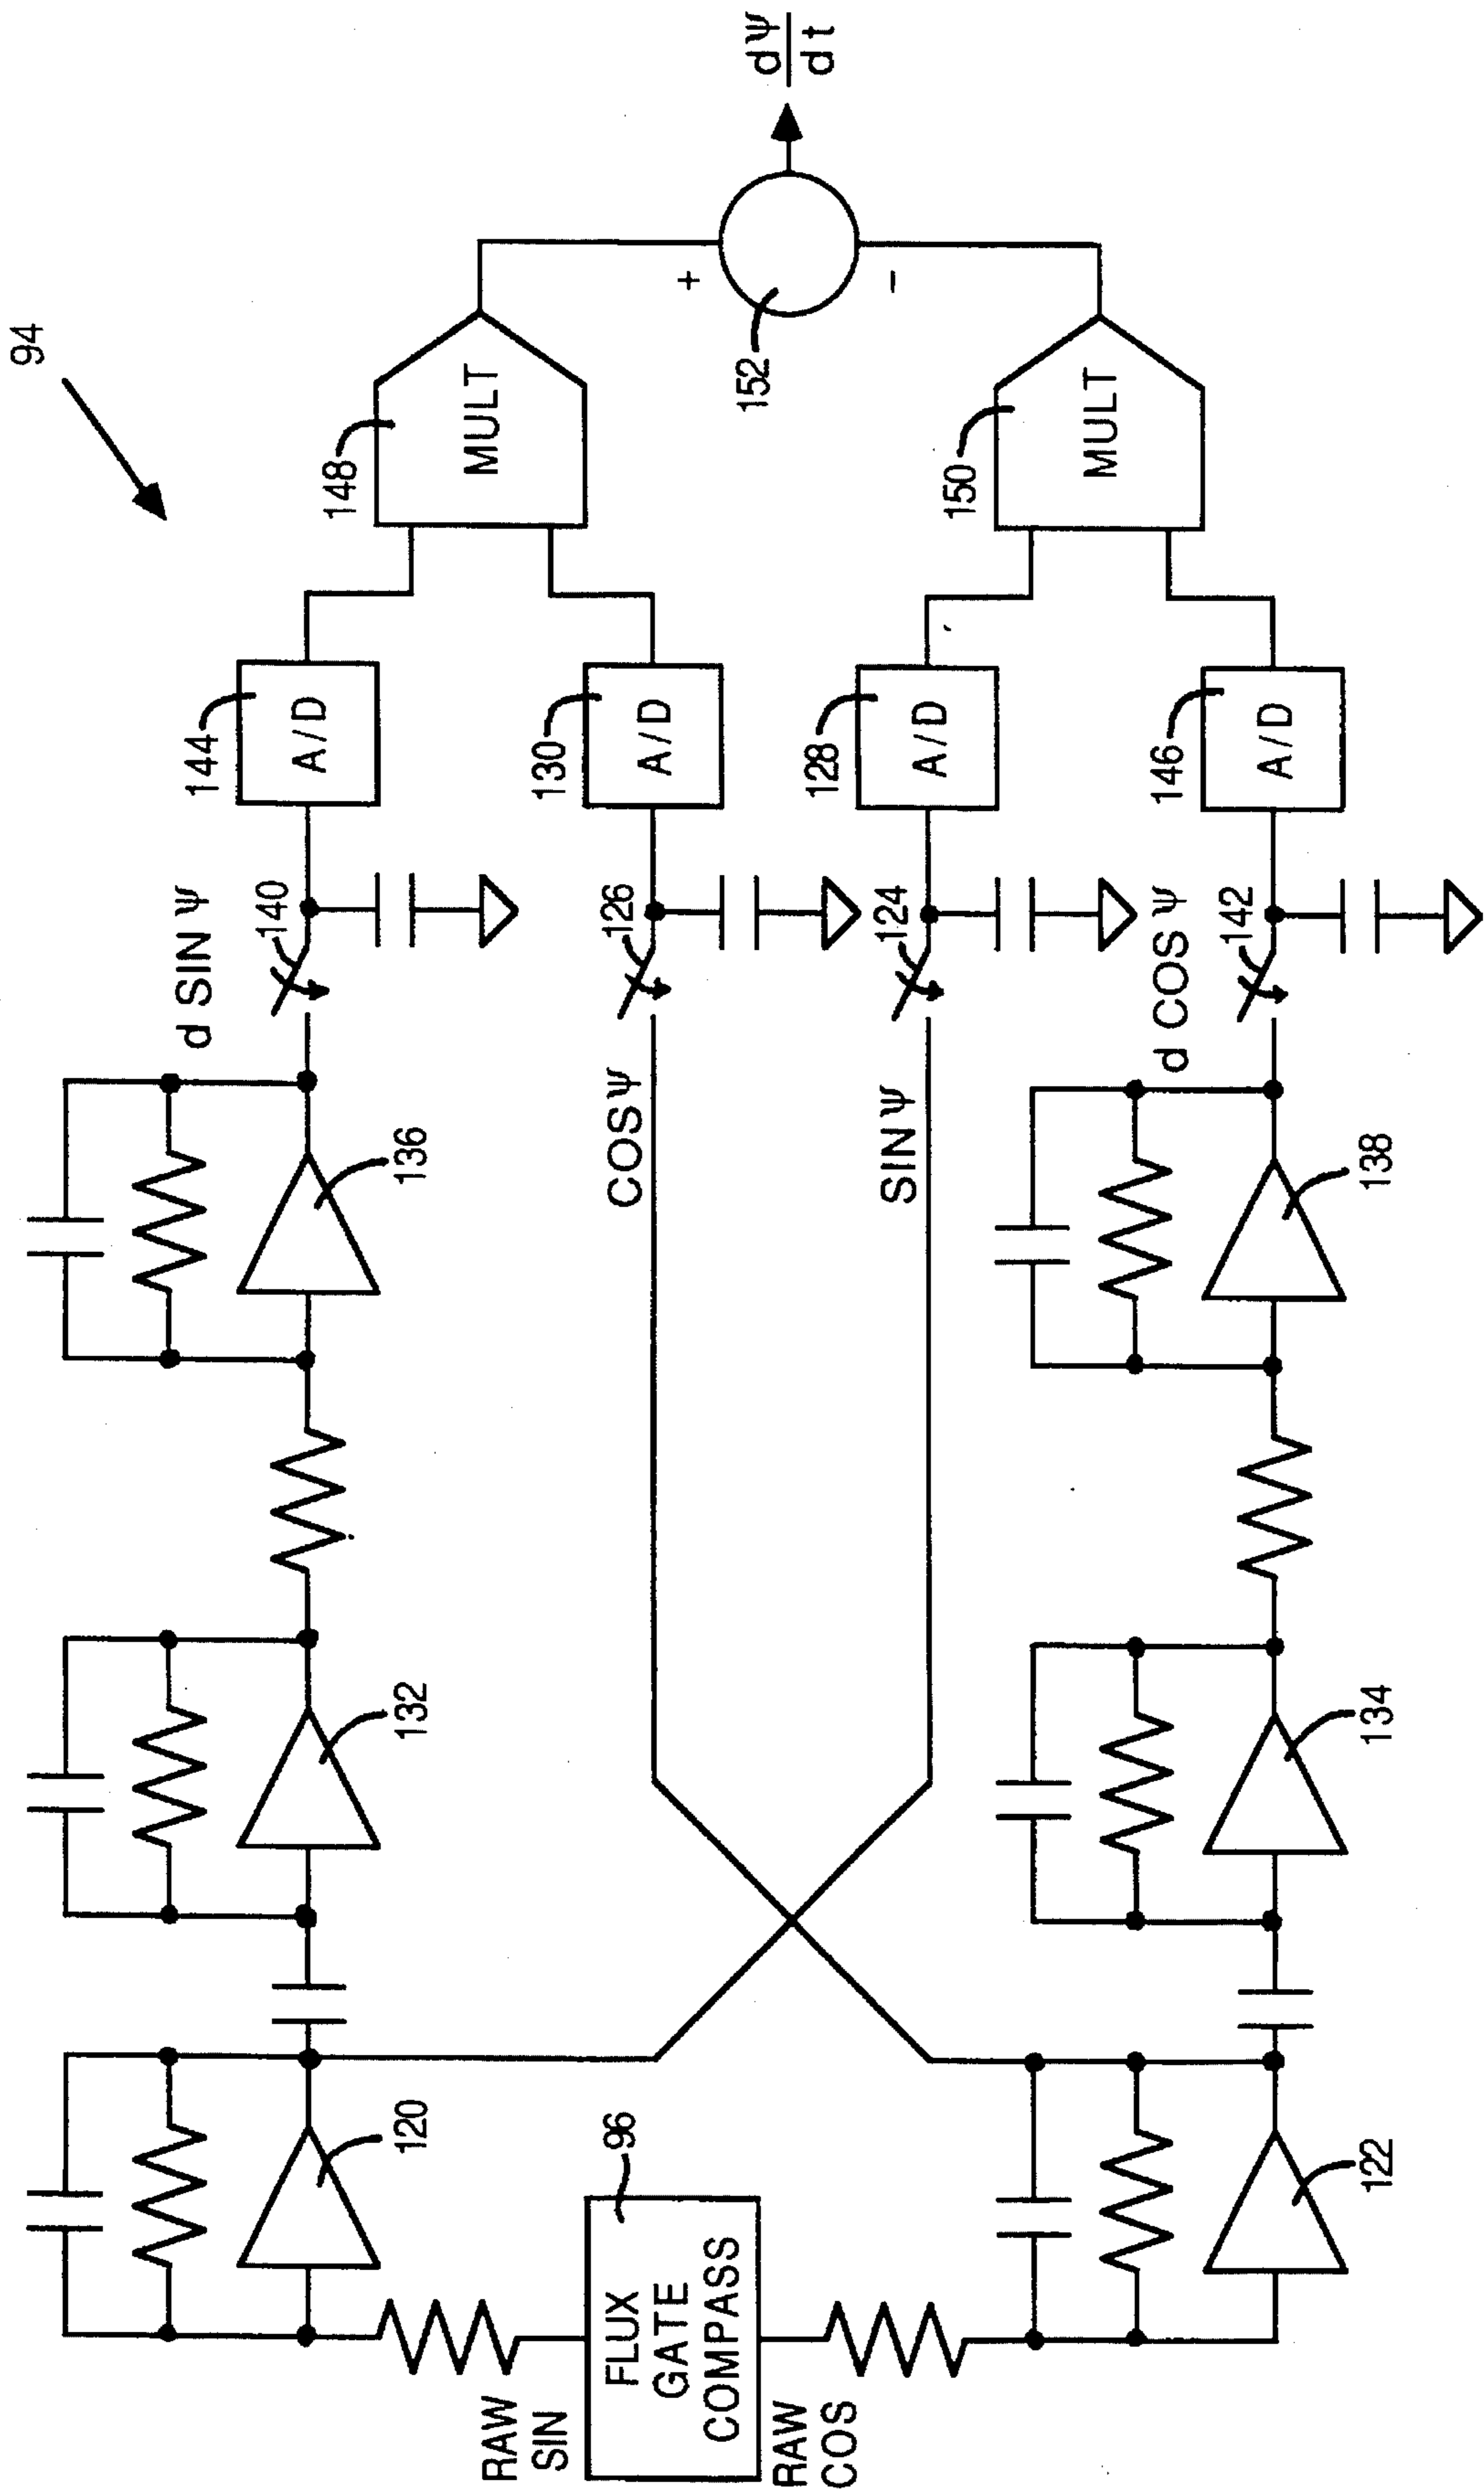 94
dψ
dt
152
+
-
148
MULT
150
MULT
144
A/D
130
A/D
128
A/D
146
A/D
d SIN ψ
140
126
124
d COS ψ
142
COS ψ
SIN ψ
136
138
132
134
120
122
96
FLUX
GATE
COMPASS
RAW
SIN
RAW
COS